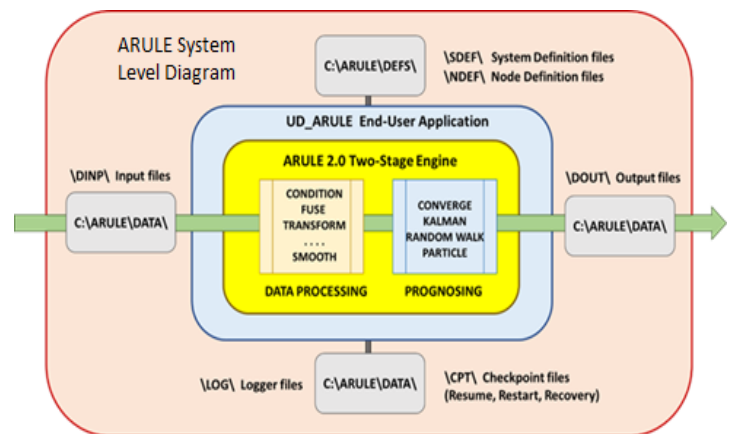 ARULE System
Level Diagram
C:\ARULE\DEFS\
\SDEF\ System Definition files
\NDEF\ Node Definition files
UD_ARULE End-User Application
ARULE 2.0 Two-Stage Engine
\DINP\ Input files
C:\ARULE\DATA\
CONDITION
FUSE
TRANSFORM
....
SMOOTH
DATA PROCESSING
CONVERGE
KALMAN
RANDOM WALK
PARTICLE
PROGNOSING
\DOUT\ Output files
C:\ARULE\DATA\
\LOG\ Logger files
C:\ARULE\DATA\
\CPT\ Checkpoint files
(Resume, Restart, Recovery)